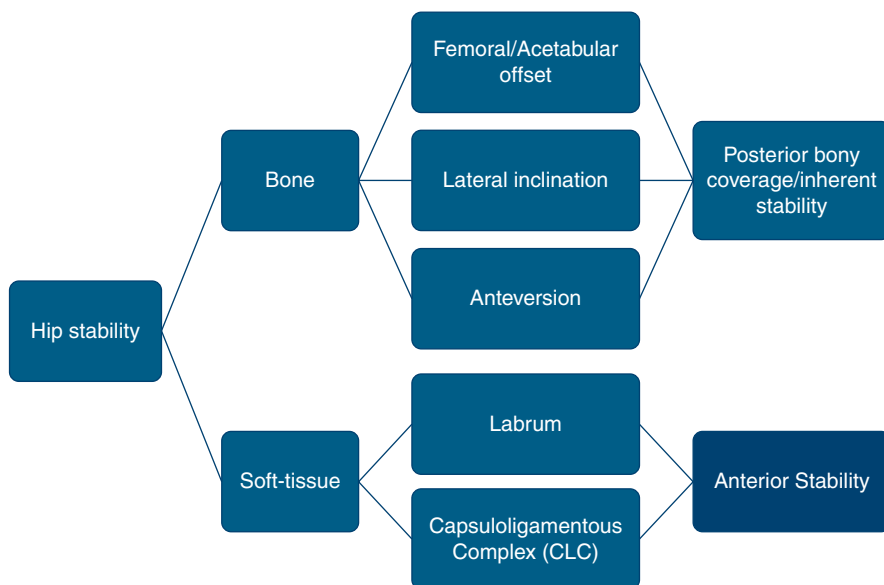 Femoral/Acetabular
offset
Bone
Lateral inclination
Posterior bony
coverage/inherent
stability
Anteversion
Hip stability
Labrum
Soft-tissue
Anterior Stability
Capsuloligamentous
Complex (CLC)